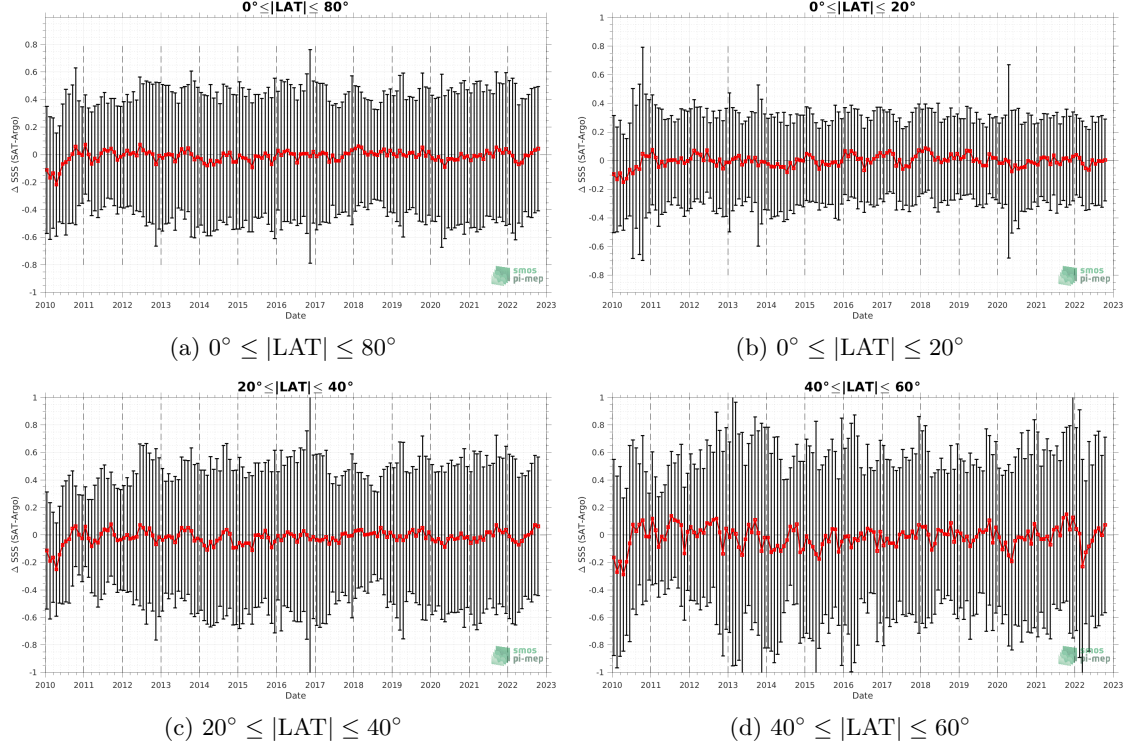 0°≤|LAT|≤ 80°
0.8
0.6
0.4
0.2
0
-0.2
-0.4
-0.6
-0.8
-1
Δ SSS (SAT-Argo)
2010 2011 2012 2013 2014 2015 2016 2017 2018 2019 2020 2021 2022 2023
Date
smos
pi-mep
(a) 0° ≤ |LAT| ≤ 80°
0°≤|LAT|≤ 20°
1
0.8
0.6
0.4
0.2
0
-0.2
-0.4
-0.6
-0.8
Δ SSS (SAT-Argo)
2010 2011 2012 2013 2014 2015 2016 2017 2018 2019 2020 2021 2022 2023
Date
smos
pi-mep
(b) 0° ≤ |LAT| ≤ 20°
20°≤|LAT|≤ 40°
1
0.8
0.6
0.4
0.2
0
-0.2
-0.4
-0.6
-0.8
-1
Δ SSS (SAT-Argo)
2010 2011 2012 2013 2014 2015 2016 2017 2018 2019 2020 2021 2022 2023
Date
smos
pi-mep
(c) 20° ≤ |LAT| ≤ 40°
40°≤|LAT|≤ 60°
1
0.8
0.6
0.4
0.2
0
-0.2
-0.4
-0.6
-0.8
-1
Δ SSS (SAT-Argo)
2010 2011 2012 2013 2014 2015 2016 2017 2018 2019 2020 2021 2022 2023
Date
smos
pi-mep
(d) 40° ≤ |LAT| ≤ 60°